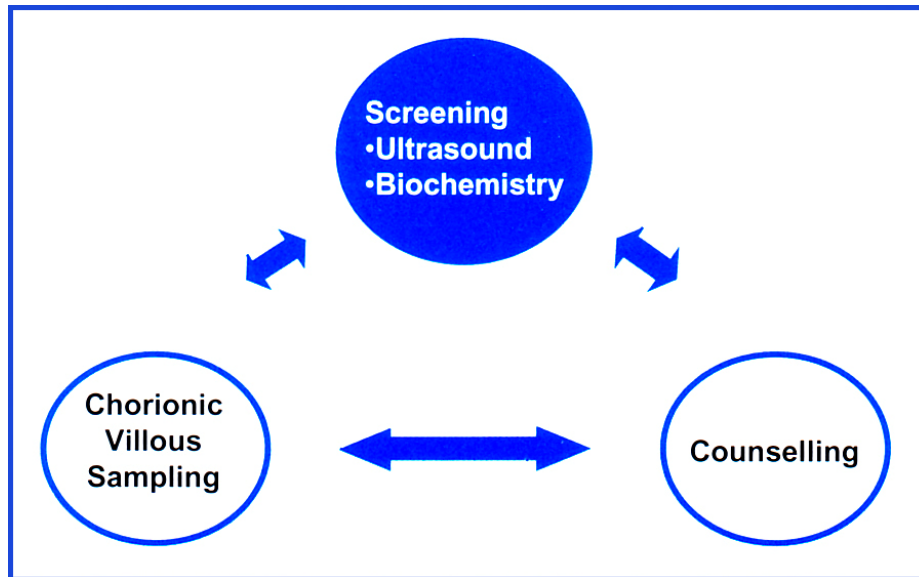 Screening
•Ultrasound
•Biochemistry
Chorionic
Villous
Sampling
Counselling